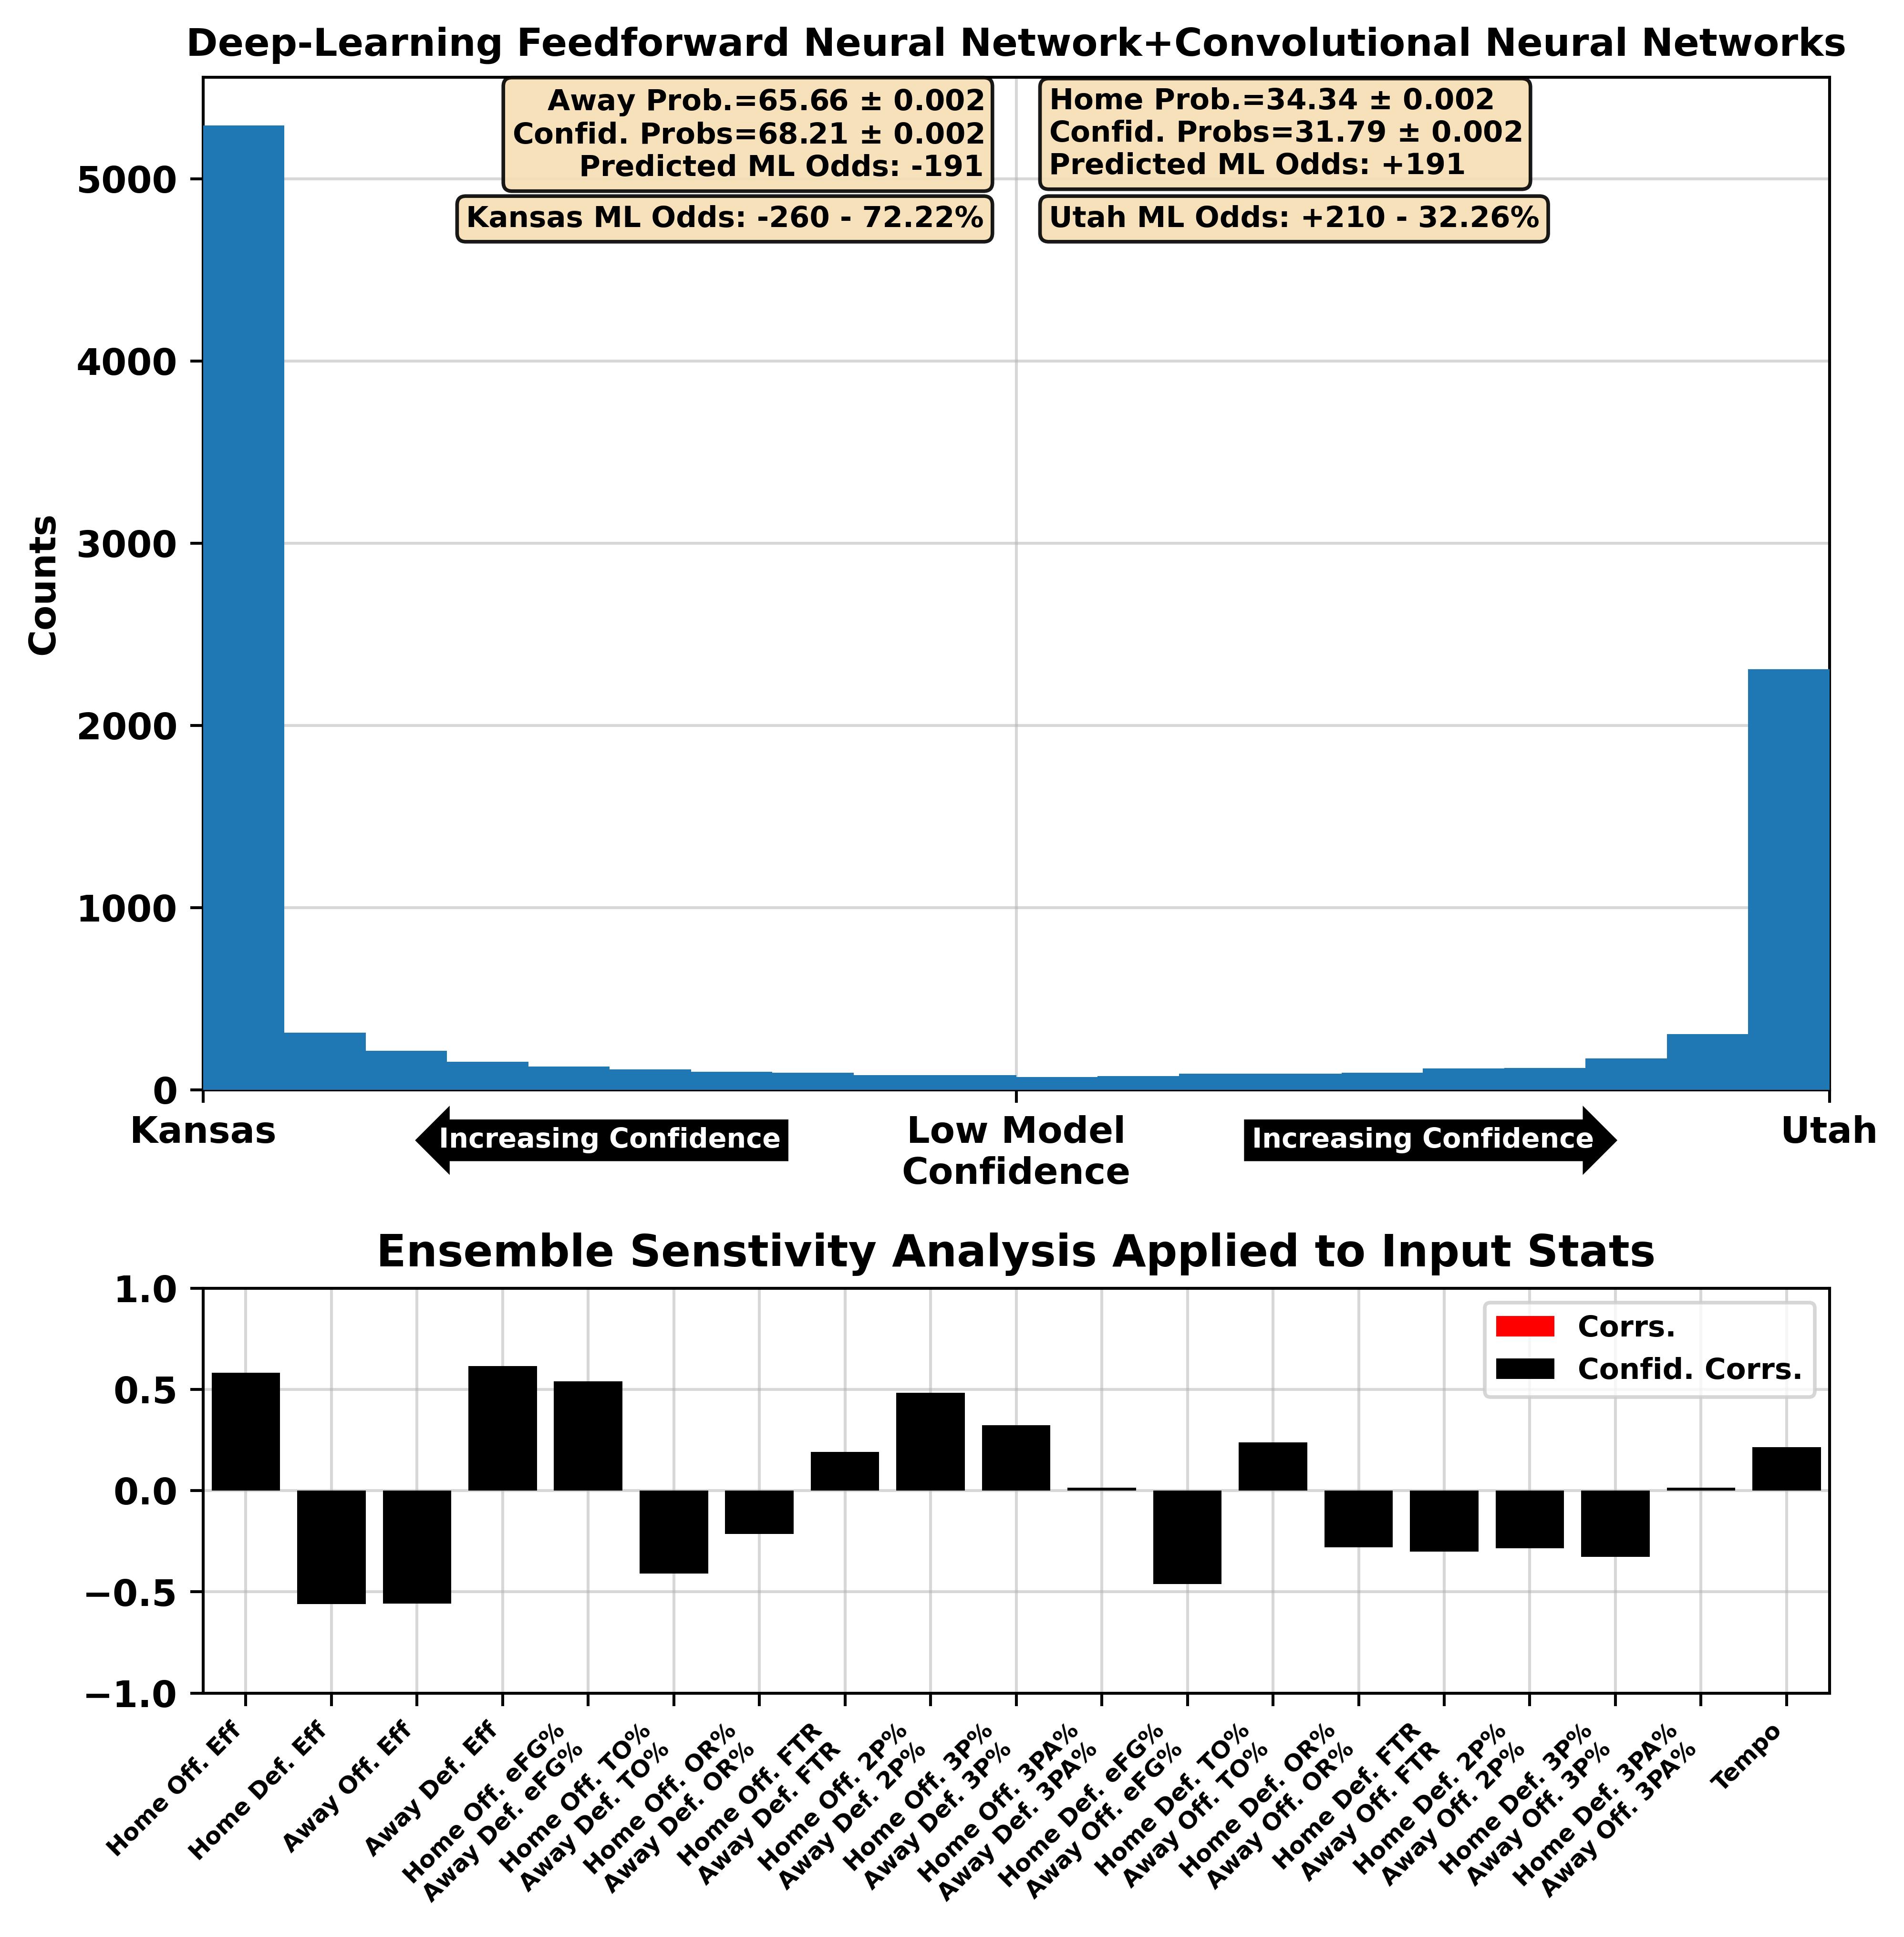 Deep-Learning Feedforward Neural Network+Convolutional Neural Networks
Away Prob.=65.66 ± 0.002
Confid. Probs=68.21 ± 0.002
Predicted ML Odds: -191
Kansas ML Odds: -260 - 72.22%
Home Prob.=34.34 ± 0.002
Confid. Probs=31.79 ± 0.002
Predicted ML Odds: +191
Utah ML Odds: +210 - 32.26%
Counts
5000
4000
3000
2000
1000
0
Kansas
Increasing Confidence
Low Model
Confidence
Increasing Confidence
Utah
Ensemble Senstivity Analysis Applied to Input Stats
1.0
0.5
0.0
−0.5
−1.0
Corrs.
Confid. Corrs.
Home Off. Eff
Home Def. Eff
Away Off. Eff
Away Def. Eff
Home Off. eFG%
Away Def. eFG%
Home Off. TO%
Away Def. TO%
Home Off. OR%
Away Def. OR%
Home Off. FTR
Away Def. FTR
Home Off. 2P%
Away Def. 2P%
Home Off. 3P%
Away Def. 3P%
Home Off. 3PA%
Away Def. 3PA%
Home Def. eFG%
Away Off. eFG%
Home Def. TO%
Away Off. TO%
Home Def. OR%
Away Off. OR%
Home Def. FTR
Away Off. FTR
Home Def. 2P%
Away Off. 2P%
Home Def. 3P%
Away Off. 3P%
Home Def. 3PA%
Away Off. 3PA%
Tempo